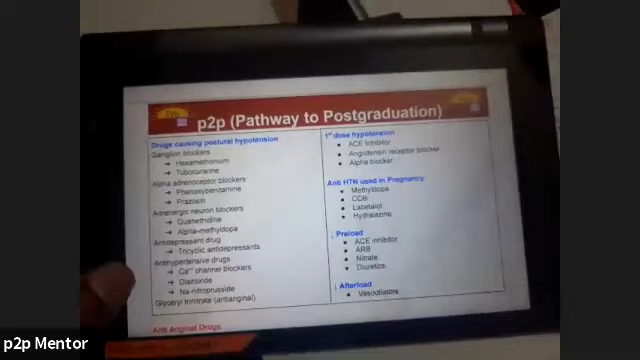 p2p (Pathway to Postgraduation)
Drugs causing postural hypotension
Ganglion blockers
→ Hexamethonium
→ Tubocurarine
Alpha adrenoceptor blockers
→ Phenoxybenzamine
→ Prazosin
Adrenergic neuron blockers
→ Guanethidine
→ Alpha-methyldopa
Antidepressant drug
→ Tricyclic antidepressants
Antihypertensive drugs
→ Ca²⁺ channel blockers
→ Diazoxide
→ Na-nitroprusside
Glyceryl trinitrate (antianginal)
Anti Anginal Drugs
1st dose hypotension
● ACE Inhibitor
● Angiotensin receptor blocker
● Alpha blocker
Anti HTN used in Pregnancy
● Methyldopa
● CCB
● Labetalol
● Hydralazine
↓ Preload
● ACE inhibitor
● ARB
● Nitrate
● Diuretics
↓ Afterload
● Vasodilators
p2p Mentor